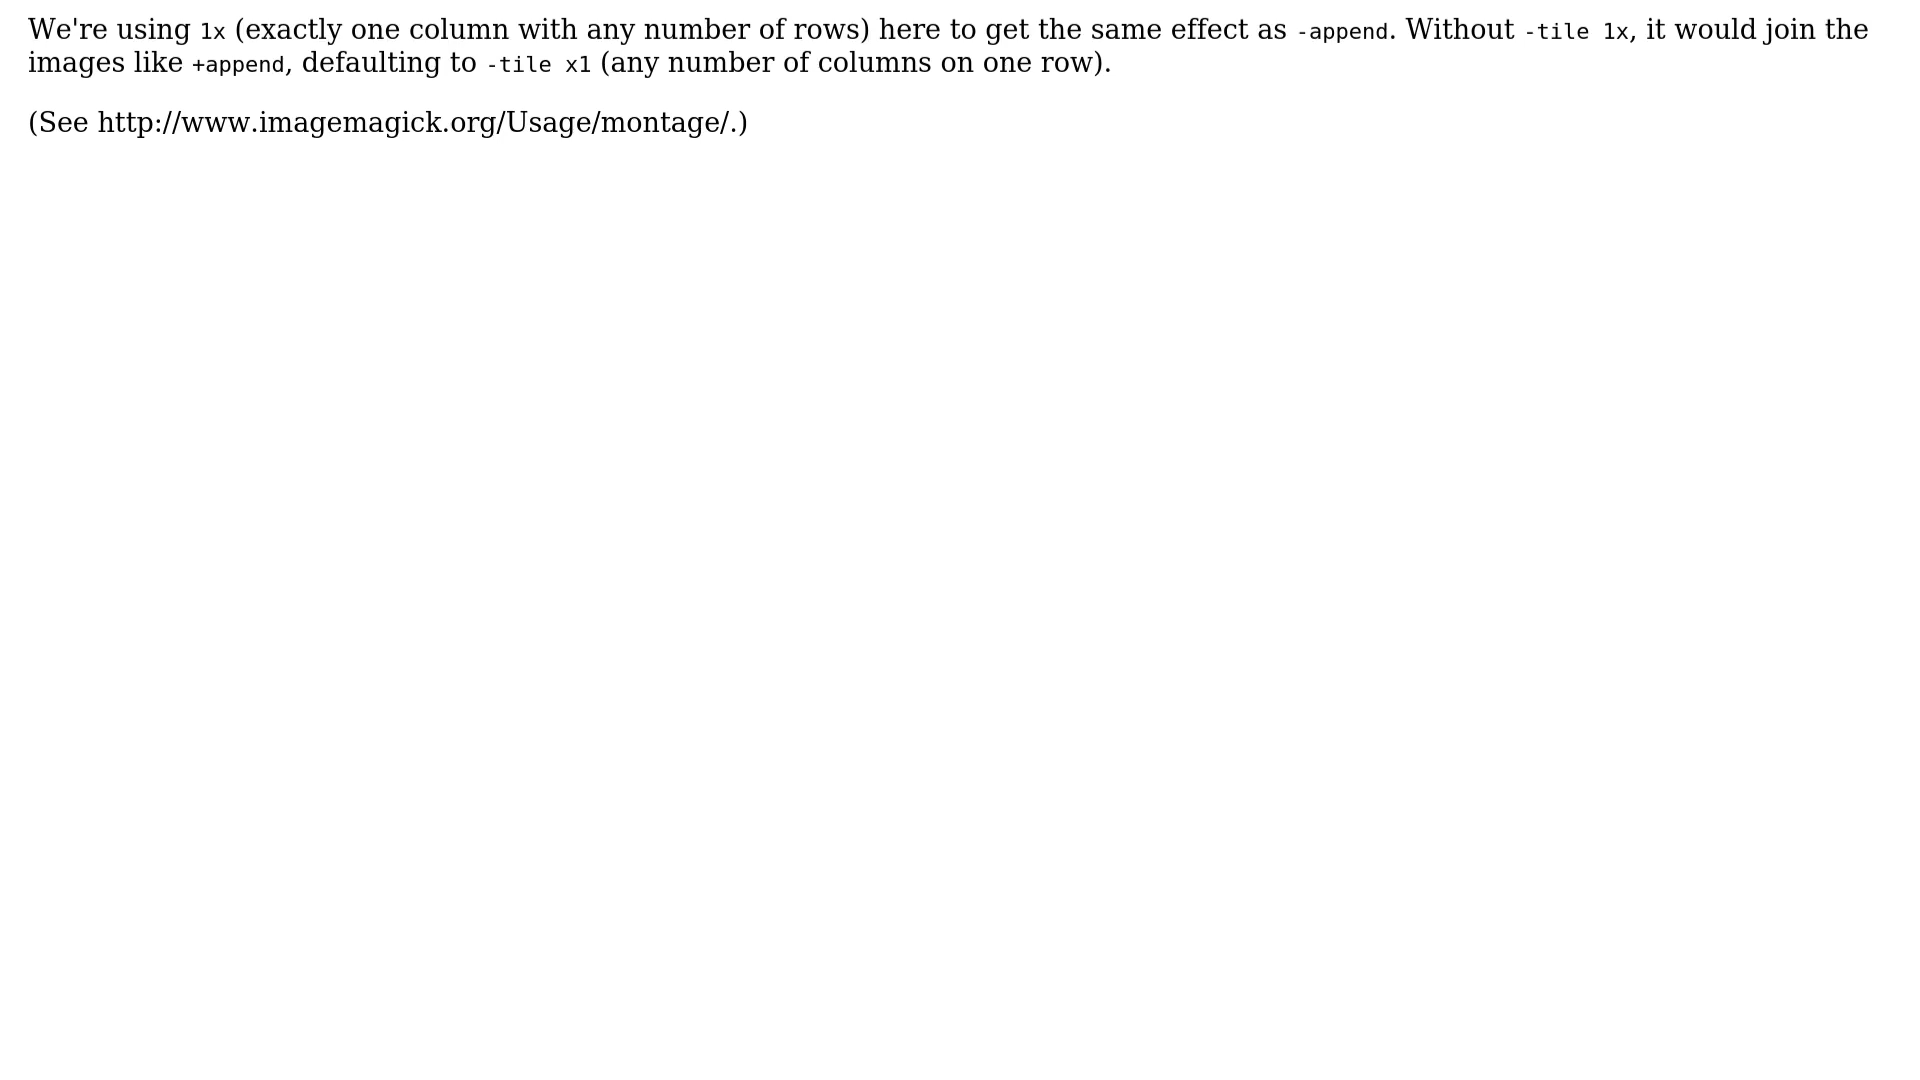 We're using 1x (exactly one column with any number of rows) here to get the same effect as -append. Without -tile 1x, it would join the
images like +append, defaulting to -tile x1 (any number of columns on one row).
(See http://www.imagemagick.org/Usage/montage/.)